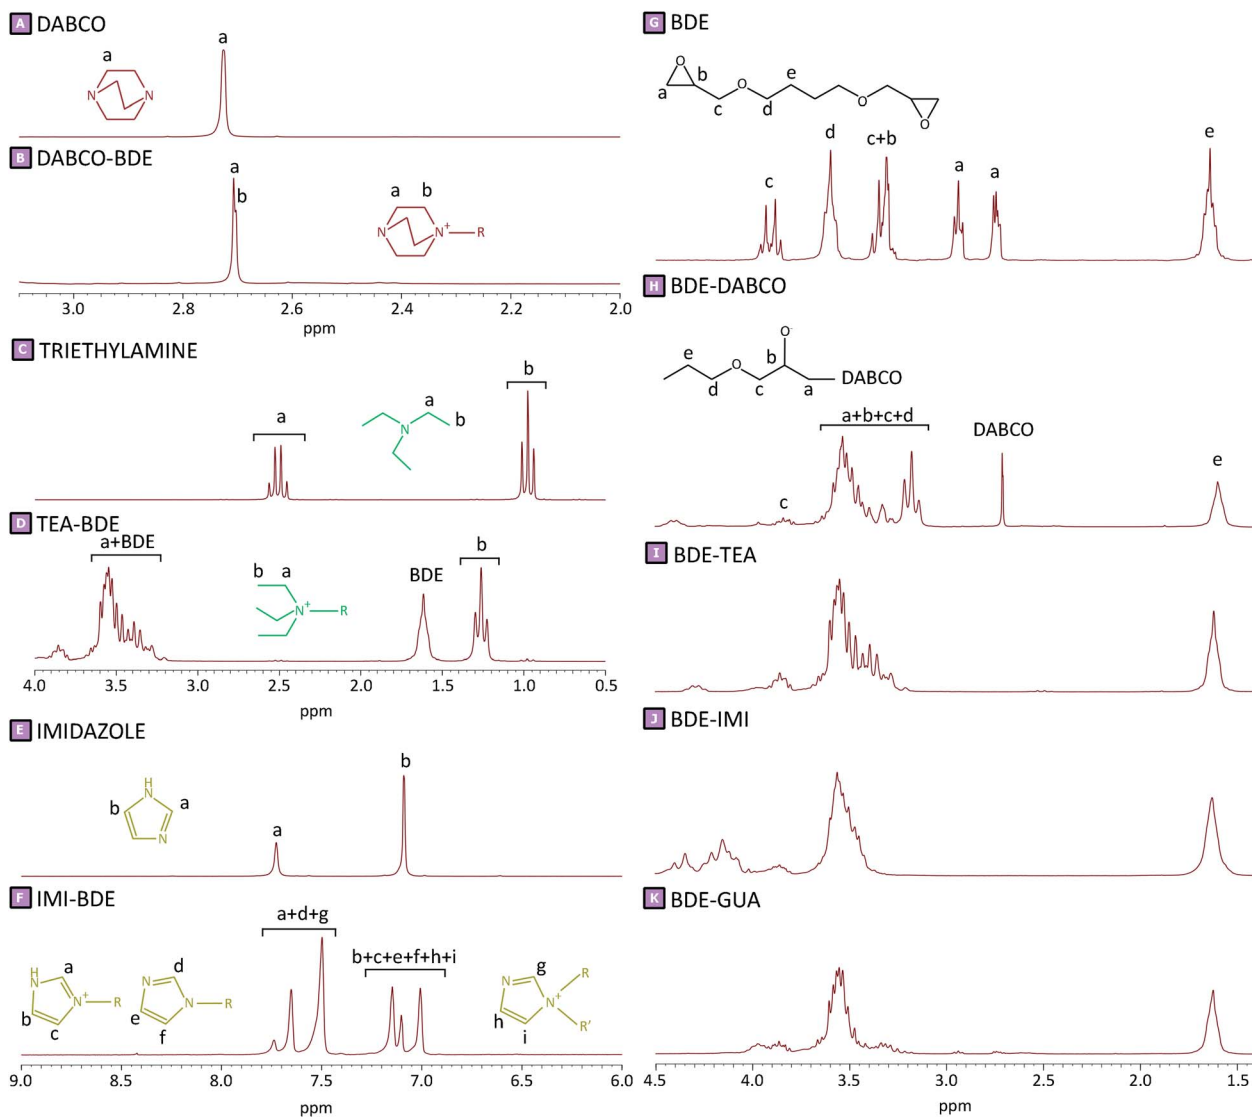 A DABCO
a
a
N
N
B DABCO-BDE
a
b
a b
N
N+
R
3.0 2.8 2.6 2.4 2.2 2.0
ppm
C TRIETHYLAMINE
a
b
a
b
N
D TEA-BDE
a+BDE
BDE
b
b a
N+
R
4.0 3.5 3.0 2.5 2.0 1.5 1.0 0.5
ppm
E IMIDAZOLE
b
a
H
N
b
a
N
F IMI-BDE
a+d+g
b+c+e+f+h+i
H
N
a
N+
R
b
c
N
d
N
R
e
f
N
g
R
N+
R'
h
i
9.0 8.5 8.0 7.5 7.0 6.5 6.0
ppm
G BDE
O
b
a
c
O
d
e
O
O
c
d
c+b
a
a
e
H BDE-DABCO
O-
e
d
O
c
b
a
DABCO
a+b+c+d
DABCO
c
e
I BDE-TEA
J BDE-IMI
K BDE-GUA
4.5 3.5 3.0 2.5 2.0 1.5
ppm